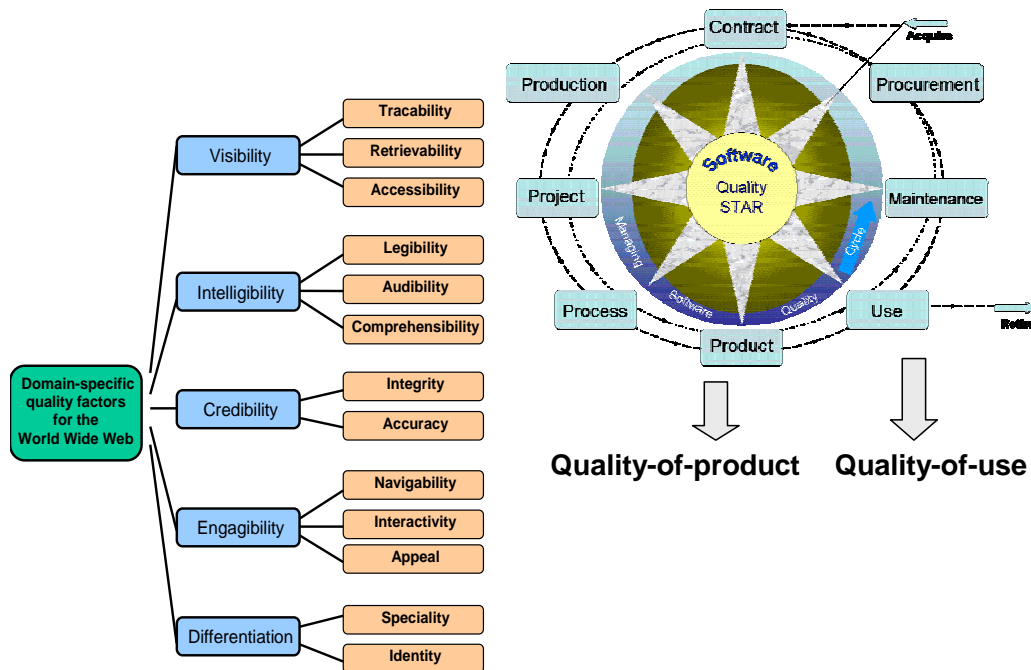 Domain-specific
quality factors
for the
World Wide Web
Visibility
Tracability
Retrievability
Accessibility
Intelligibility
Legibility
Audibility
Comprehensibility
Credibility
Integrity
Accuracy
Engagibility
Navigability
Interactivity
Appeal
Differentiation
Speciality
Identity
Contract
Acquire
Production
Procurement
Project
Maintenance
Process
Use
Product
Software
Quality
STAR
Managing
Software
Quality
Cycle
Quality-of-product
Quality-of-use